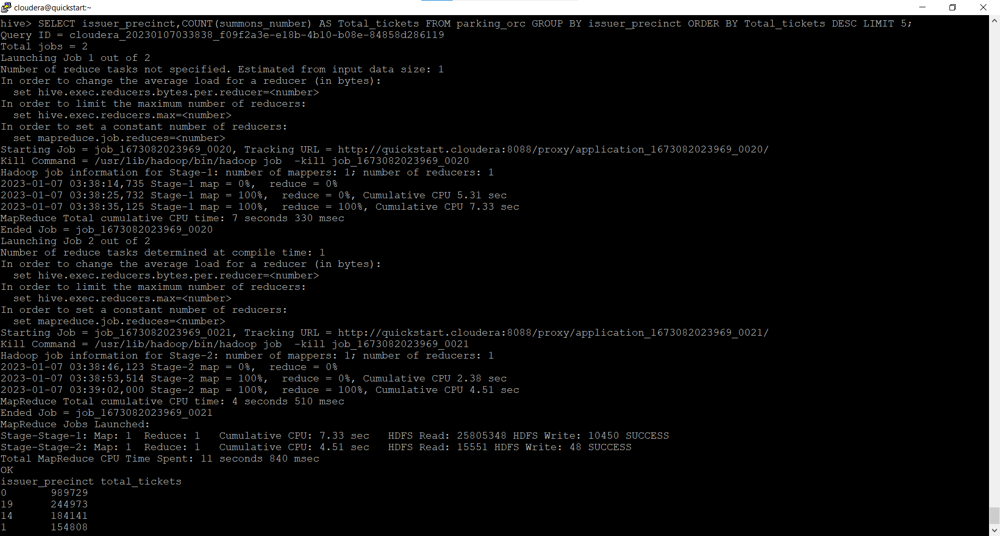 cloudera@quickstart:~
hive> SELECT issuer_precinct,COUNT(summons_number) AS Total_tickets FROM parking_orc GROUP BY issuer_precinct ORDER BY Total_tickets DESC LIMIT 5;
Query ID = cloudera_20230107033838_f09f2a3e-e18b-4b10-b08e-84858d286119
Total jobs = 2
Launching Job 1 out of 2
Number of reduce tasks not specified. Estimated from input data size: 1
In order to change the average load for a reducer (in bytes):
  set hive.exec.reducers.bytes.per.reducer=<number>
In order to limit the maximum number of reducers:
  set hive.exec.reducers.max=<number>
In order to set a constant number of reducers:
  set mapreduce.job.reduces=<number>
Starting Job = job_1673082023969_0020, Tracking URL = http://quickstart.cloudera:8088/proxy/application_1673082023969_0020/
Kill Command = /usr/lib/hadoop/bin/hadoop job  -kill job_1673082023969_0020
Hadoop job information for Stage-1: number of mappers: 1; number of reducers: 1
2023-01-07 03:38:14,735 Stage-1 map = 0%,  reduce = 0%
2023-01-07 03:38:25,732 Stage-1 map = 100%,  reduce = 0%, Cumulative CPU 5.31 sec
2023-01-07 03:38:35,125 Stage-1 map = 100%,  reduce = 100%, Cumulative CPU 7.33 sec
MapReduce Total cumulative CPU time: 7 seconds 330 msec
Ended Job = job_1673082023969_0020
Launching Job 2 out of 2
Number of reduce tasks determined at compile time: 1
In order to change the average load for a reducer (in bytes):
  set hive.exec.reducers.bytes.per.reducer=<number>
In order to limit the maximum number of reducers:
  set hive.exec.reducers.max=<number>
In order to set a constant number of reducers:
  set mapreduce.job.reduces=<number>
Starting Job = job_1673082023969_0021, Tracking URL = http://quickstart.cloudera:8088/proxy/application_1673082023969_0021/
Kill Command = /usr/lib/hadoop/bin/hadoop job  -kill job_1673082023969_0021
Hadoop job information for Stage-2: number of mappers: 1; number of reducers: 1
2023-01-07 03:38:46,123 Stage-2 map = 0%,  reduce = 0%
2023-01-07 03:38:53,514 Stage-2 map = 100%,  reduce = 0%, Cumulative CPU 2.38 sec
2023-01-07 03:39:02,000 Stage-2 map = 100%,  reduce = 100%, Cumulative CPU 4.51 sec
MapReduce Total cumulative CPU time: 4 seconds 510 msec
Ended Job = job_1673082023969_0021
MapReduce Jobs Launched:
Stage-Stage-1: Map: 1  Reduce: 1   Cumulative CPU: 7.33 sec   HDFS Read: 25805348 HDFS Write: 10450 SUCCESS
Stage-Stage-2: Map: 1  Reduce: 1   Cumulative CPU: 4.51 sec   HDFS Read: 15551 HDFS Write: 48 SUCCESS
Total MapReduce CPU Time Spent: 11 seconds 840 msec
OK
issuer_precinct total_tickets
0       989729
19      244973
14      184141
1       154808